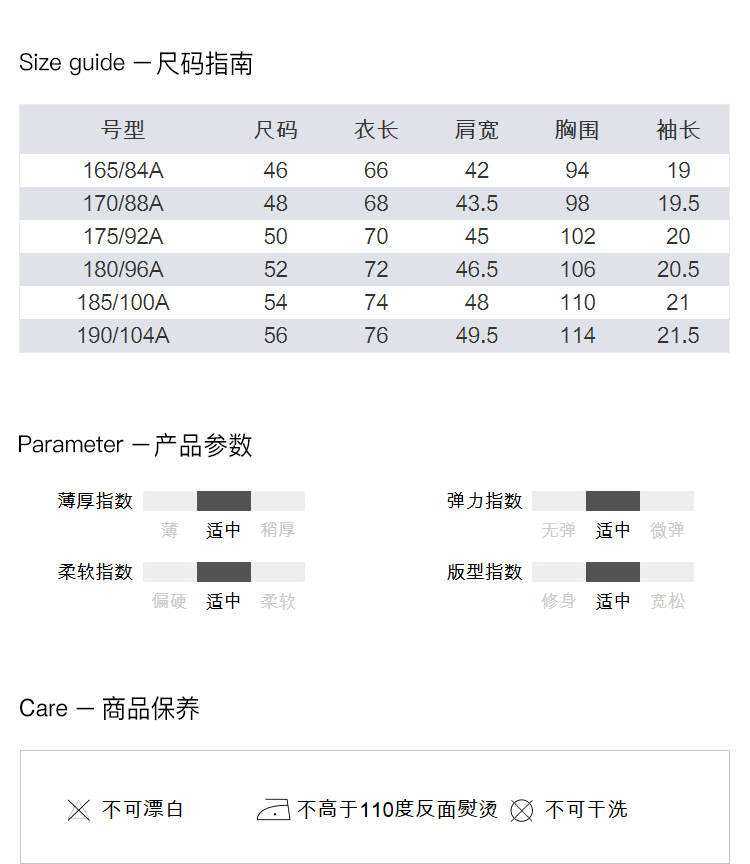 Size guide — 尺码指南
号型 尺码 衣长 肩宽 胸围 袖长
165/84A 46 66 42 94 19
170/88A 48 68 43.5 98 19.5
175/92A 50 70 45 102 20
180/96A 52 72 46.5 106 20.5
185/100A 54 74 48 110 21
190/104A 56 76 49.5 114 21.5
Parameter — 产品参数
薄厚指数 弹力指数
薄 适中 稍厚 无弹 适中 微弹
柔软指数 版型指数
偏硬 适中 柔软 修身 适中 宽松
Care — 商品保养
不可漂白 不高于110度反面熨烫 不可干洗